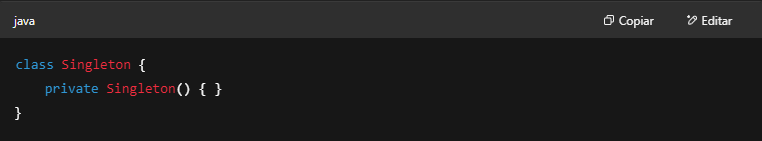 java Copiar Editar
class Singleton {
    private Singleton() { }
}